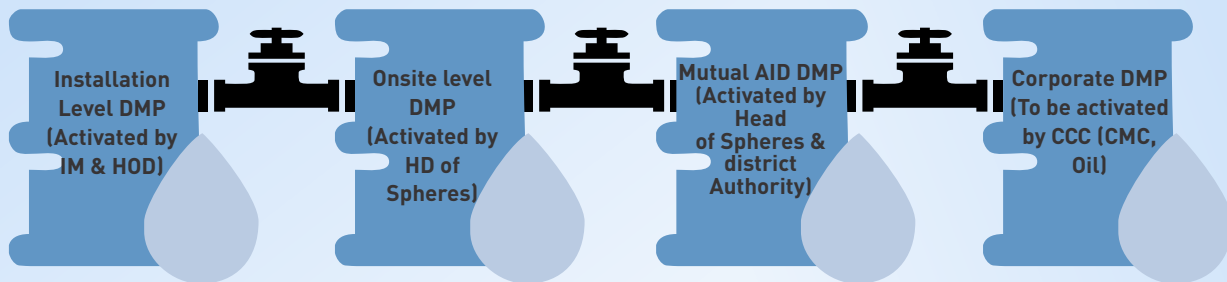 Installation
Level DMP
(Activated by
IM & HOD)
Onsite level
DMP
(Activated by
HD of
Spheres)
Mutual AID DMP
(Activated by
Head
of Spheres &
district
Authority)
Corporate DMP
(To be activated
by CCC (CMC,
Oil)